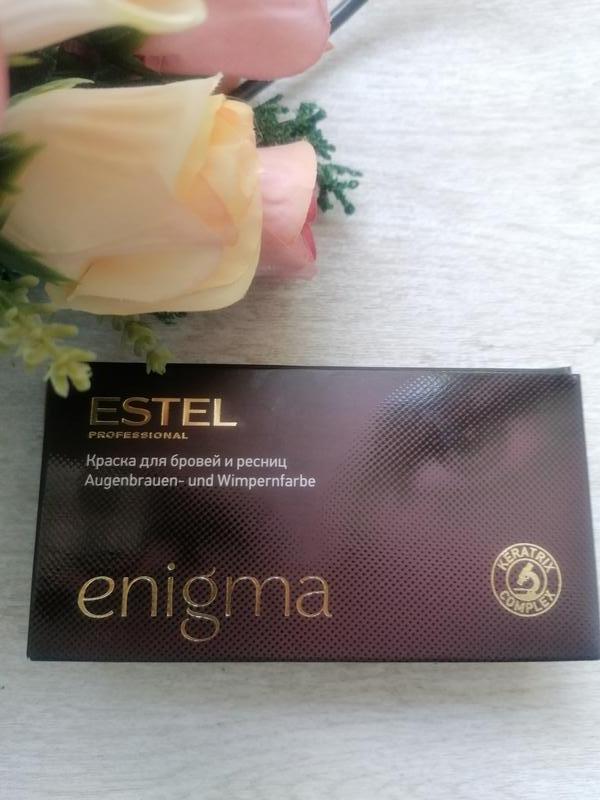 ESTEL
PROFESSIONAL
Краска для бровей и ресниц
Augenbrauen- und Wimpernfarbe
enigma
KERATRIX
COMPLEX